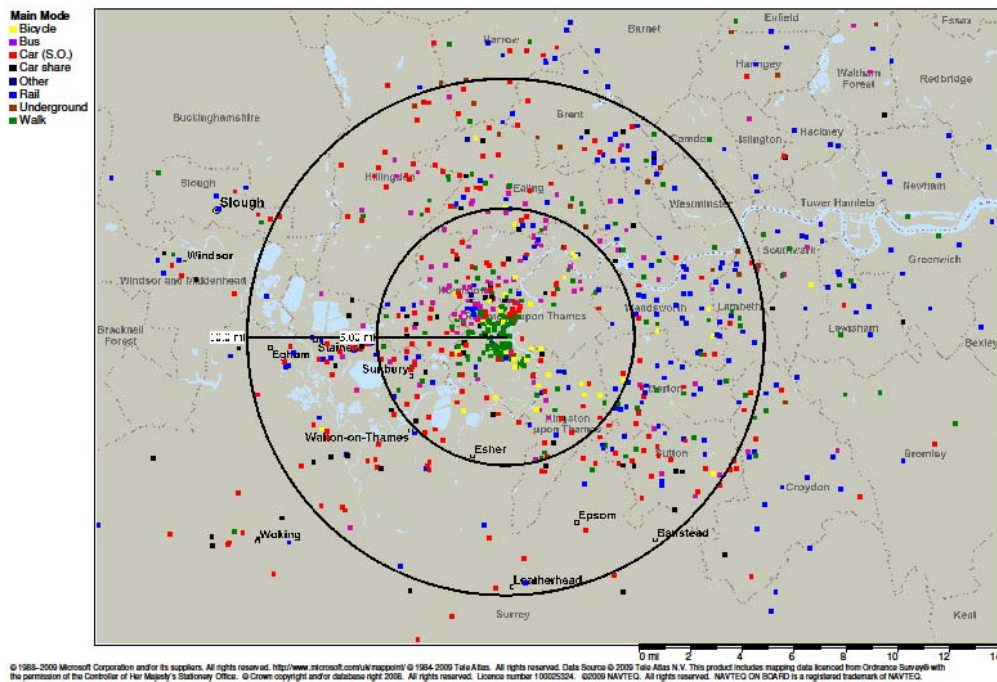 Main Mode
Bicycle
Bus
Car (S.O.)
Car share
Other
Rail
Underground
Walk
Harrow
Barnet
Enfield
Essex
Haringey
Waltham
Forest
Redbridge
Buckinghamshire
Brent
Camden
Islington
Hackney
Hillingdon
Slough
Slough
Ealing
Westminster
Tower Hamlets
Newham
Southwark
Windsor
Windsor and Maidenhead
Greenwich
upon Thames
Wandsworth
Lambeth
Lewisham
Bexley
Bracknell
Forest
10.0 mi
5.00 mi
Staines
Egham
Sunbury
Merton
Kingston
upon Thames
Walton-on-Thames
Esher
Sutton
Bromley
Croydon
Epsom
Banstead
Woking
Leatherhead
Surrey
Kent
0 mi 2 4 6 8 10 12 14
© 1988-2009 Microsoft Corporation and/or its suppliers. All rights reserved. http://www.microsoft.com/uk/mappoint/ © 1984-2009 Tele Atlas. All rights reserved. Data Source © 2009 Tele Atlas N.V. This product includes mapping data licenced from Ordnance Survey® with
the permission of the Controller of Her Majesty's Stationery Office. © Crown copyright and/or database right 2008. All rights reserved. Licence number 100025324. ©2009 NAVTEQ. All rights reserved. NAVTEQ ON BOARD is a registered trademark of NAVTEQ.